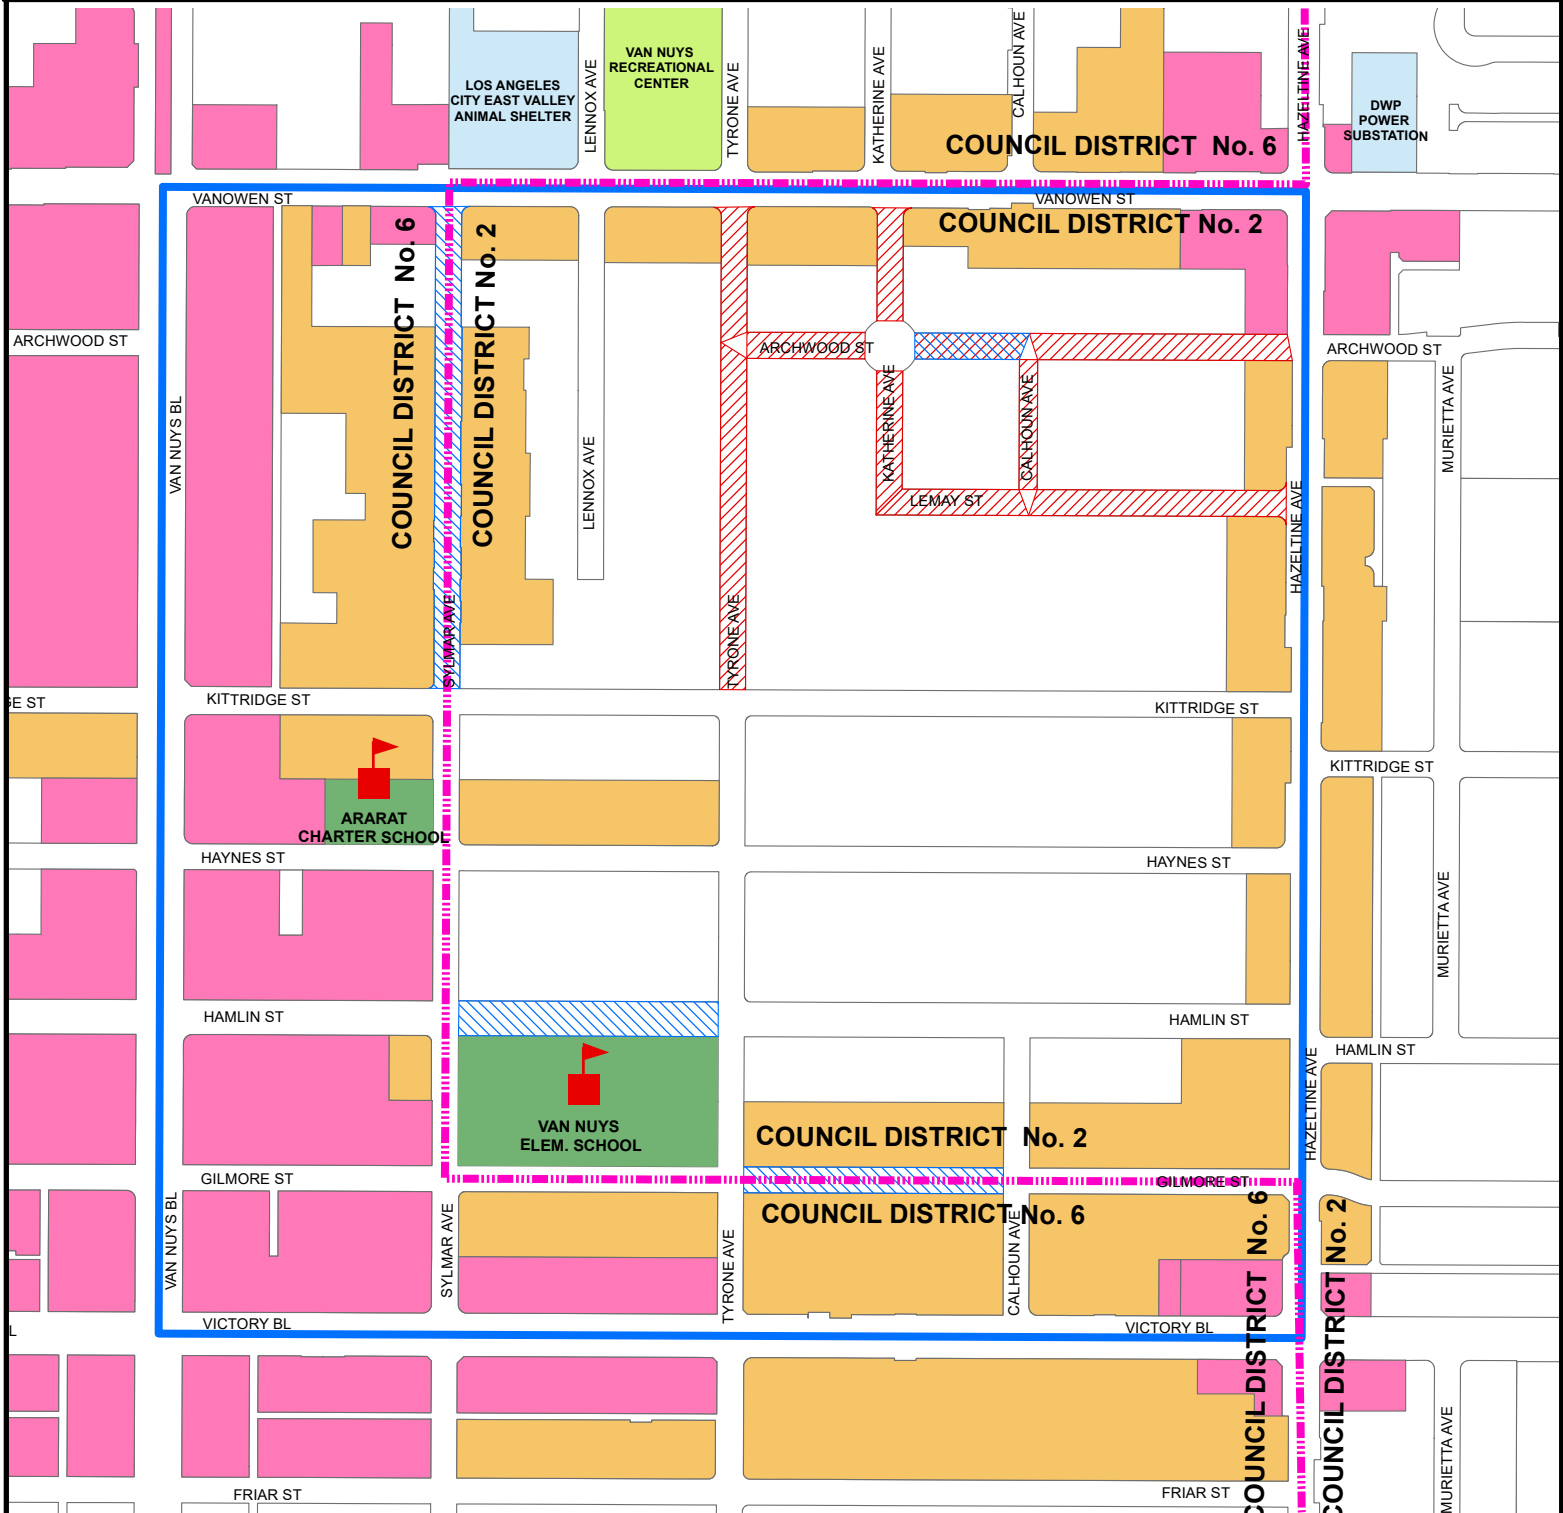 LOS ANGELES
CITY EAST VALLEY
ANIMAL SHELTER
LENNOX AVE
VAN NUYS
RECREATIONAL
CENTER
TYRONE AVE
KATHERINE AVE
CALHOUN AVE
HAZELTINE AVE
DWP
POWER
SUBSTATION
COUNCIL DISTRICT No. 6
VANOWEN ST
VANOWEN ST
COUNCIL DISTRICT No. 2
COUNCIL DISTRICT No. 6
COUNCIL DISTRICT No. 2
ARCHWOOD ST
ARCHWOOD ST
ARCHWOOD ST
VAN NUYS BL
LENNOX AVE
KATHERINE AVE
CALHOUN AVE
MURIETTA AVE
LEMAY ST
HAZELTINE AVE
SYLMAR AVE
TYRONE AVE
GE ST
KITTRIDGE ST
KITTRIDGE ST
KITTRIDGE ST
ARARAT
CHARTER SCHOOL
HAYNES ST
HAYNES ST
MURIETTA AVE
HAMLIN ST
HAMLIN ST
HAMLIN ST
HAZELTINE AVE
VAN NUYS
ELEM. SCHOOL
COUNCIL DISTRICT No. 2
GILMORE ST
GILMORE ST
COUNCIL DISTRICT No. 6
VAN NUYS BL
SYLMAR AVE
TYRONE AVE
CALHOUN AVE
COUNCIL DISTRICT No. 6
COUNCIL DISTRICT No. 2
L
VICTORY BL
VICTORY BL
MURIETTA AVE
FRIAR ST
FRIAR ST